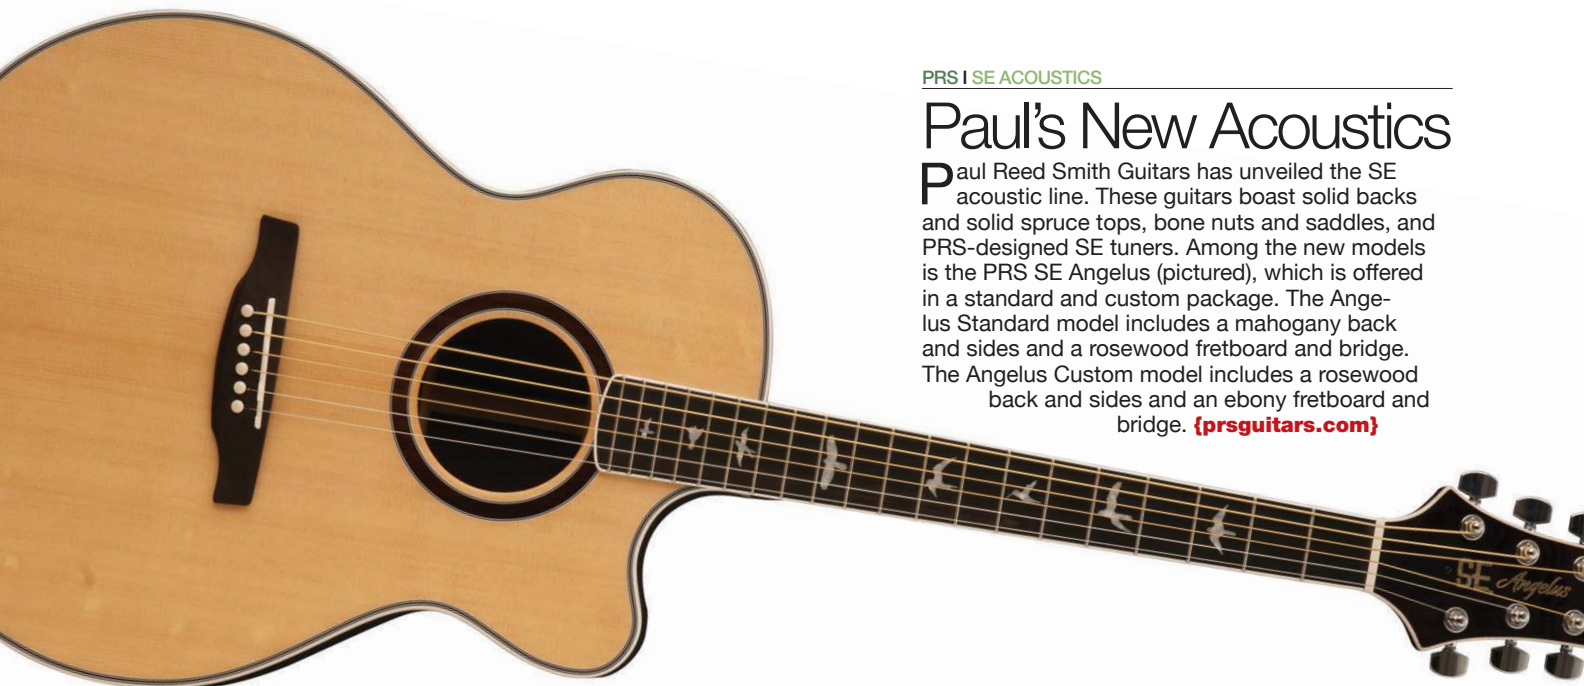 PRS I SE ACOUSTICS
Paul's New Acoustics
Paul Reed Smith Guitars has unveiled the SE
acoustic line. These guitars boast solid backs
and solid spruce tops, bone nuts and saddles, and
PRS-designed SE tuners. Among the new models
is the PRS SE Angelus (pictured), which is offered
in a standard and custom package. The Ange-
lus Standard model includes a mahogany back
and sides and a rosewood fretboard and bridge.
The Angelus Custom model includes a rosewood
back and sides and an ebony fretboard and
bridge. {prsguitars.com}
SE Angelus